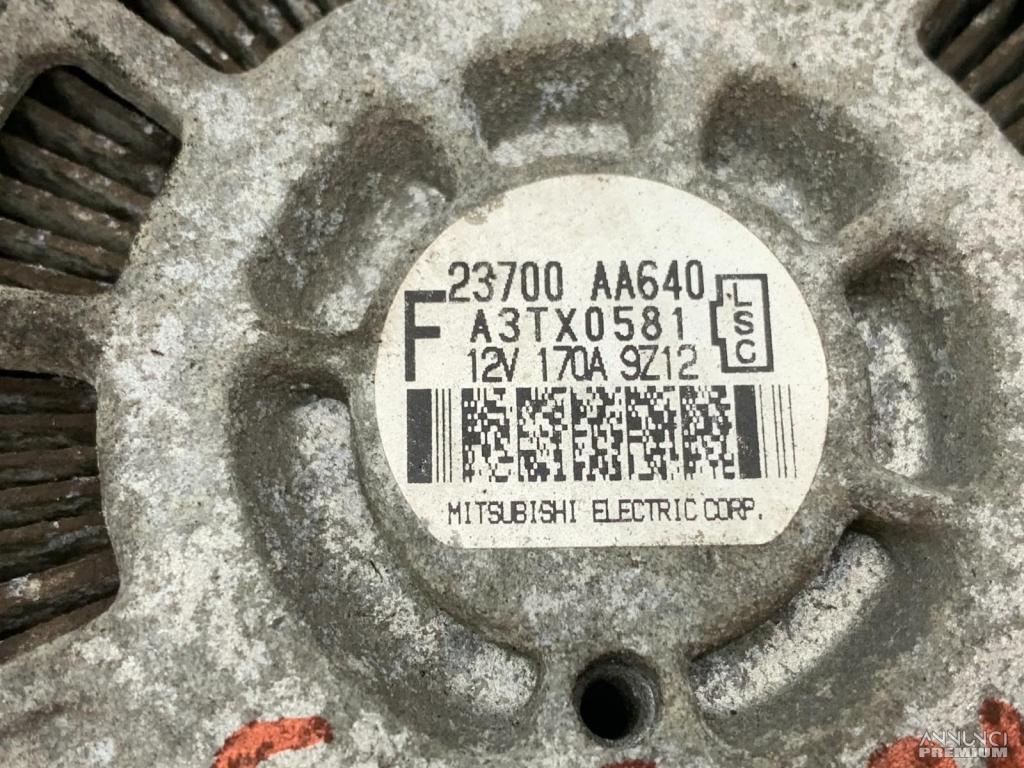 23700 AA640
F A3TX0581
12V 170A 9Z12
L
S
C
MITSUBISHI ELECTRIC CORP.
ANNUNCI
PREMIUM